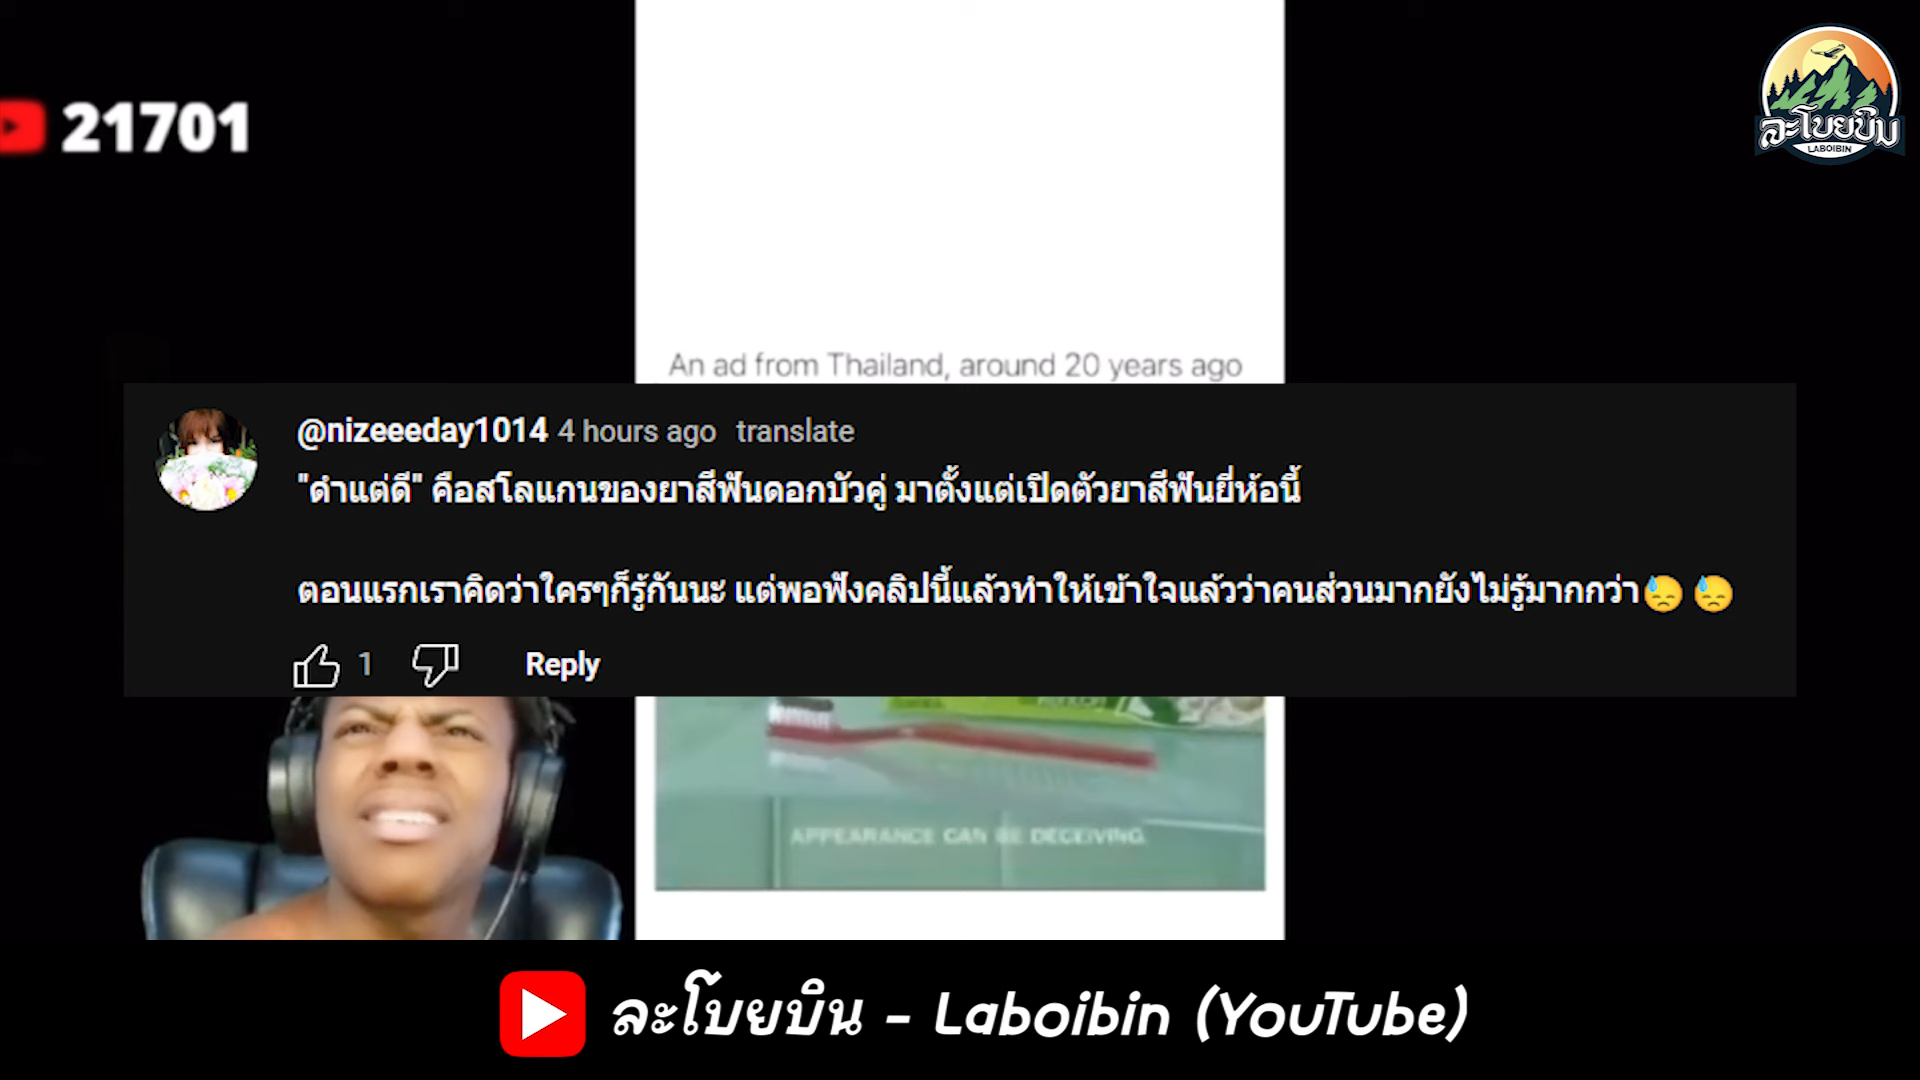 21701
ละโบยบิน
LABOIBIN
An ad from Thailand, around 20 years ago
@nizeeeday1014 4 hours ago translate
"ดำแต่ดี" คือสโลแกนของยาสีฟันดอกบัวคู่ มาตั้งแต่เปิดตัวยาสีฟันยี่ห้อนี้
ตอนแรกเราคิดว่าใครๆก็รู้กันนะ แต่พอฟังคลิปนี้แล้วทำให้เข้าใจแล้วว่าคนส่วนมากยังไม่รู้มากกว่า😓 😓
1 Reply
APPEARANCE CAN BE DECEIVING.
ละโบยบิน - Laboibin (YouTube)